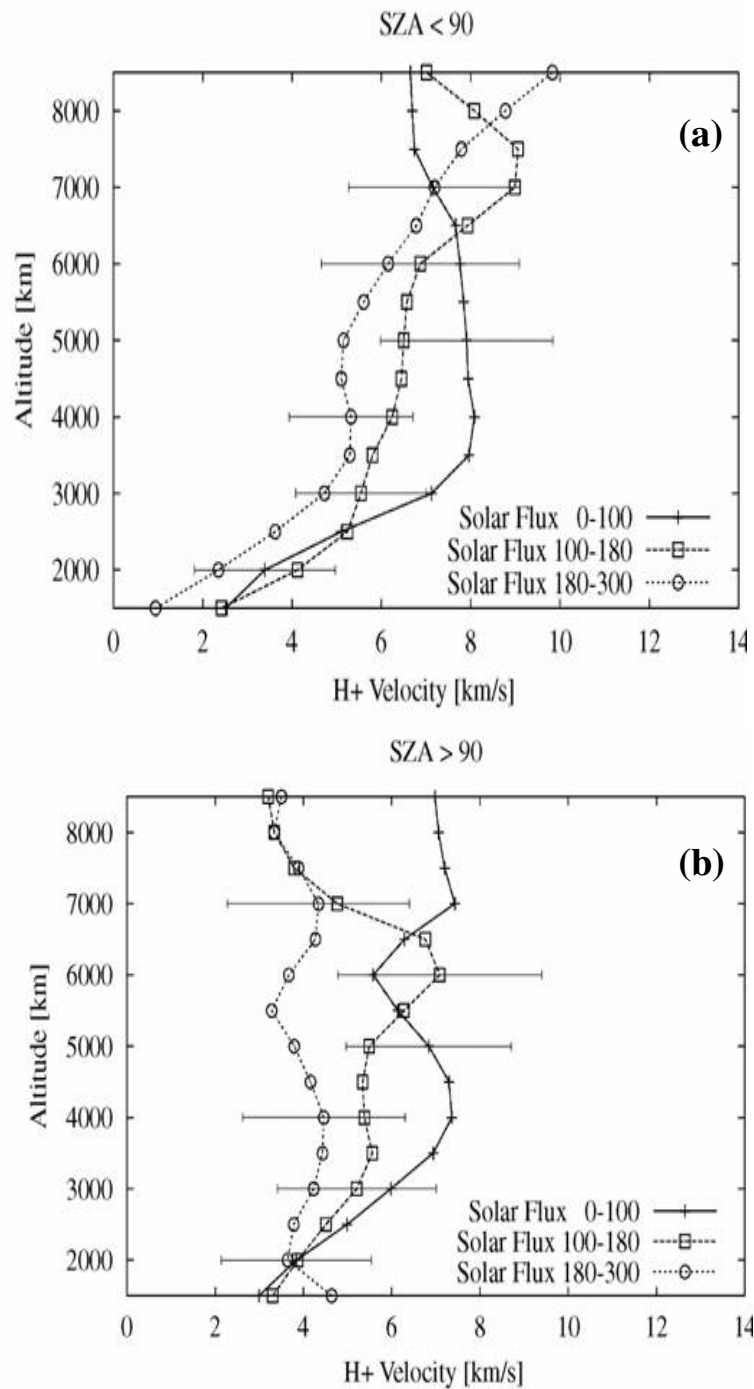 SZA < 90
(a)
8000
7000
6000
5000
4000
3000
2000
Altitude [km]
Solar Flux 0-100
Solar Flux 100-180
Solar Flux 180-300
0 2 4 6 8 10 12 14
H+ Velocity [km/s]
SZA > 90
(b)
8000
7000
6000
5000
4000
3000
2000
Altitude [km]
Solar Flux 0-100
Solar Flux 100-180
Solar Flux 180-300
0 2 4 6 8 10 12 14
H+ Velocity [km/s]